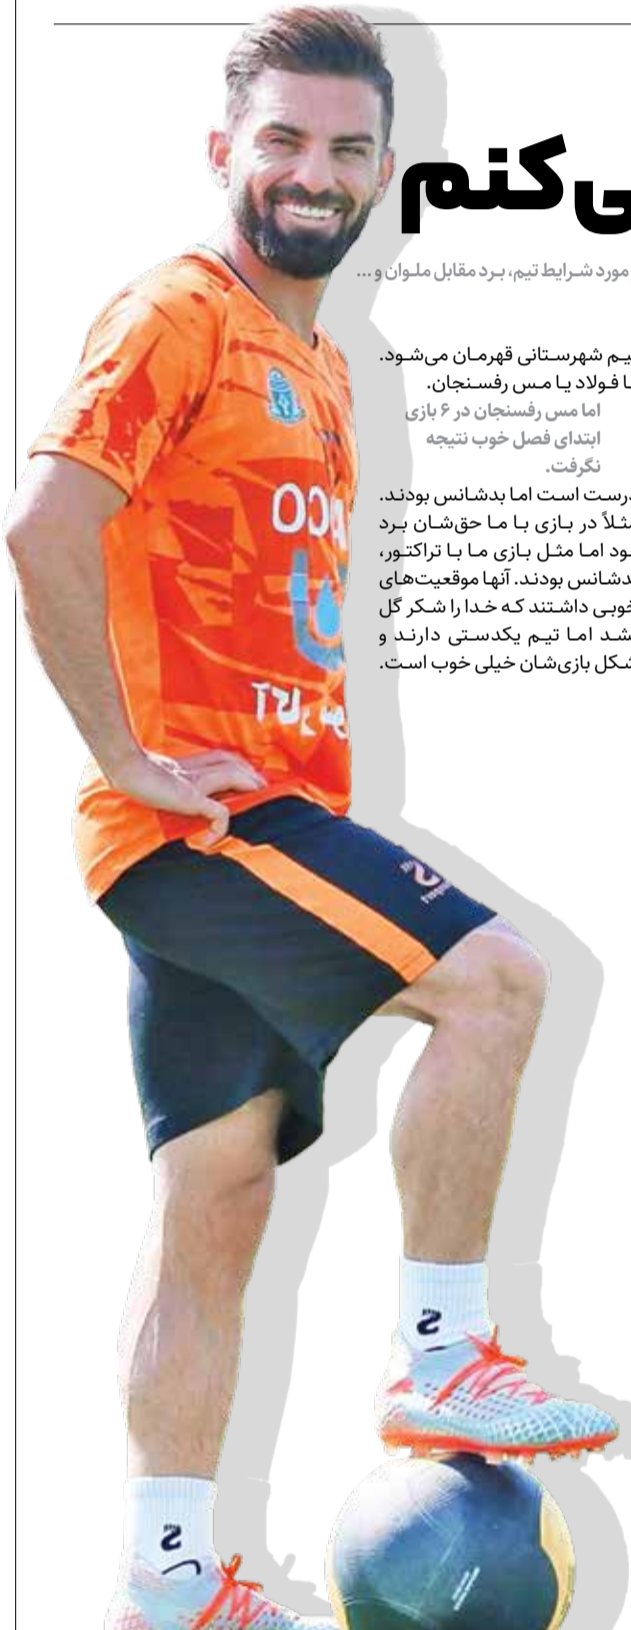 ی‌کنم
مورد شرایط تیم، برد مقابل ملوان و ...
یم شهرستانی قهرمان می‌شود.
ا فولاد یا مس رفسنجان.
اما مس رفسنجان در ۶ بازی
ابتدای فصل خوب نتیجه
نگرفت.
درست است اما بدشانس بودند.
مثلاً در بازی با ما حق‌شان برد
ود اما مثل بازی ما با تراکتور،
دشانس بودند. آنها موقعیت‌های
خوبی داشتند که خدا را شکر گل
شد اما تیم یکدستی دارند و
شکل بازی‌شان خیلی خوب است.